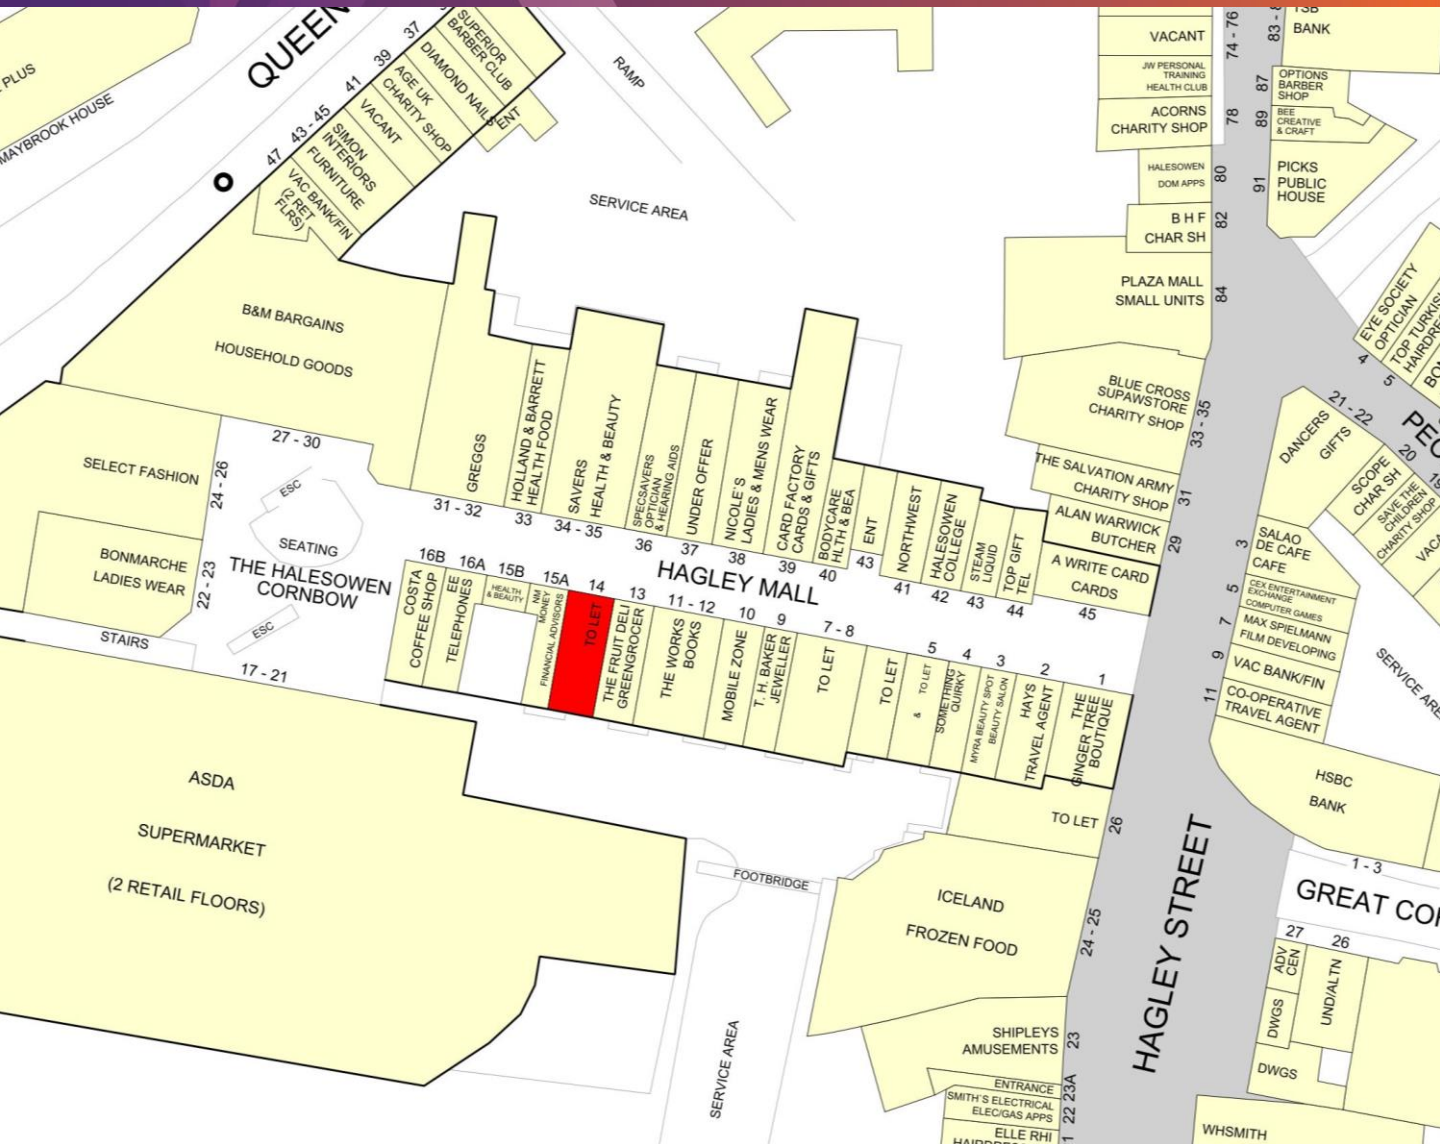 QUEEN
37
39
41
43 - 45
47
SUPERIOR
BARBER CLUB
DIAMOND NAILS
ENT
AGE UK
CHARITY SHOP
VACANT
SIMON
INTERIORS
FURNITURE
VAC BANK/FIN
(2 RET
FLRS)
PLUS
MAYBROOK HOUSE
RAMP
SERVICE AREA
B&M BARGAINS
HOUSEHOLD GOODS
27 - 30
SELECT FASHION
24 - 26
BONMARCHE
LADIES WEAR
22 - 23
STAIRS
ESC
SEATING
THE HALESOWEN
CORNBOW
ESC
17 - 21
GREGGS
31 - 32
HOLLAND & BARRETT
HEALTH FOOD
33
SAVERS
HEALTH & BEAUTY
34 - 35
SPECSAVERS
OPTICIAN
& HEARING AIDS
36
UNDER OFFER
37
NICOLE'S
LADIES & MENS WEAR
38
CARD FACTORY
CARDS & GIFTS
39
BODYCARE
HLTH & BEA
40
ENT
43
NORTHWEST
41
HALESOWEN
COLLEGE
42
STEAM
LIQUID
43
TOP GIFT
TEL
44
A WRITE CARD
CARDS
45
HAGLEY MALL
16B
COSTA
COFFEE SHOP
16A
EE
TELEPHONES
15B
HEALTH
& BEAUTY
15A
NM
MONEY
FINANCIAL ADVISORS
14
TO LET
13
THE FRUIT DELI
GREENGROCER
11 - 12
THE WORKS
BOOKS
10
MOBILE ZONE
9
T. H. BAKER
JEWELLER
7 - 8
TO LET
TO LET
5
& TO LET
4
SOMETHING
QUIRKY
3
MYRA BEAUTY SPOT
BEAUTY SALON
2
HAYS
TRAVEL AGENT
1
THE
GINGER TREE
BOUTIQUE
ASDA
SUPERMARKET
(2 RETAIL FLOORS)
FOOTBRIDGE
SERVICE AREA
TO LET
26
ICELAND
FROZEN FOOD
24 - 25
SHIPLEYS
AMUSEMENTS
23
ENTRANCE
23A
SMITH'S ELECTRICAL
ELEC/GAS APPS
22
ELLE RHI
HAGLEY STREET
VACANT
74 - 76
JW PERSONAL
TRAINING
HEALTH CLUB
ACORNS
CHARITY SHOP
78
HALESOWEN
DOM APPS
80
B H F
CHAR SH
82
PLAZA MALL
SMALL UNITS
84
BLUE CROSS
SUPAWSTORE
CHARITY SHOP
33 - 35
THE SALVATION ARMY
CHARITY SHOP
31
ALAN WARWICK
BUTCHER
29
TSB
BANK
OPTIONS
BARBER
SHOP
87
BEE
CREATIVE
& CRAFT
89
PICKS
PUBLIC
HOUSE
91
EYE SOCIETY
OPTICIAN
4
5
21 - 22
DANCERS
GIFTS
20
SCOPE
CHAR SH
SAVE THE
CHILDREN
CHARITY SHOP
SALAO
DE CAFE
CAFE
3
CEX ENTERTAINMENT
EXCHANGE
COMPUTER GAMES
5
MAX SPIELMANN
FILM DEVELOPING
7
VAC BANK/FIN
9
CO-OPERATIVE
TRAVEL AGENT
11
HSBC
BANK
1 - 3
27
26
ADV
CEN
UND/ALTN
DWGS
DWGS
WHSMITH